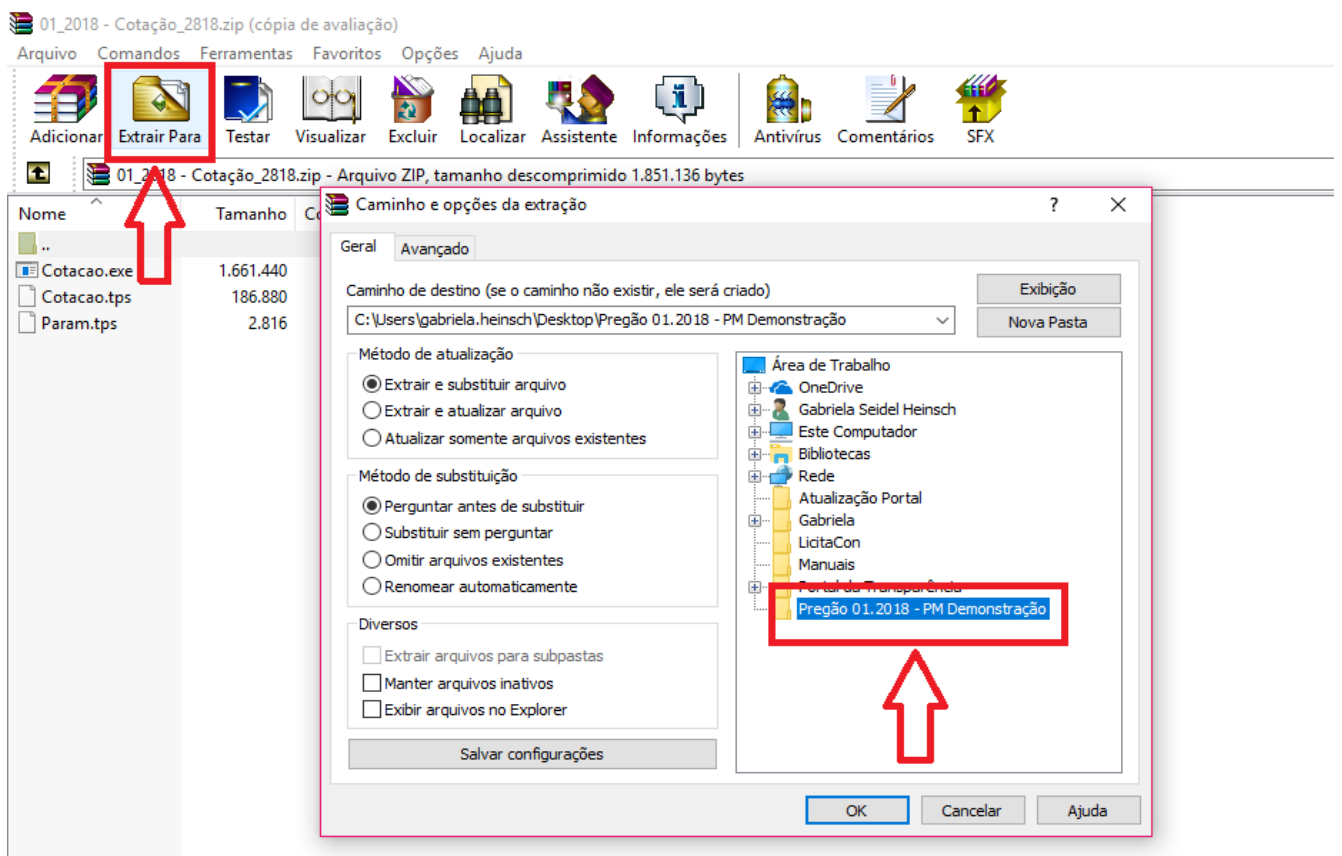 01_2018 - Cotação_2818.zip (cópia de avaliação)
Arquivo Comandos Ferramentas Favoritos Opções Ajuda
Adicionar Extrair Para Testar Visualizar Excluir Localizar Assistente Informações Antivírus Comentários SFX
01_2018 - Cotação_2818.zip - Arquivo ZIP, tamanho descomprimido 1.851.136 bytes
Nome Tamanho
..
Cotacao.exe 1.661.440
Cotacao.tps 186.880
Param.tps 2.816
Caminho e opções da extração ?
Geral Avançado
Caminho de destino (se o caminho não existir, ele será criado)
Exibição
C:\Users\gabriela.heinsch\Desktop\Pregão 01.2018 - PM Demonstração
Nova Pasta
Método de atualização
Extrair e substituir arquivo
Extrair e atualizar arquivo
Atualizar somente arquivos existentes
Método de substituição
Perguntar antes de substituir
Substituir sem perguntar
Omitir arquivos existentes
Renomear automaticamente
Diversos
Extrair arquivos para subpastas
Manter arquivos inativos
Exibir arquivos no Explorer
Salvar configurações
Área de Trabalho
OneDrive
Gabriela Seidel Heinsch
Este Computador
Bibliotecas
Rede
Atualização Portal
Gabriela
LicitaCon
Manuais
Portal da Transparência
Pregão 01.2018 - PM Demonstração
OK Cancelar Ajuda